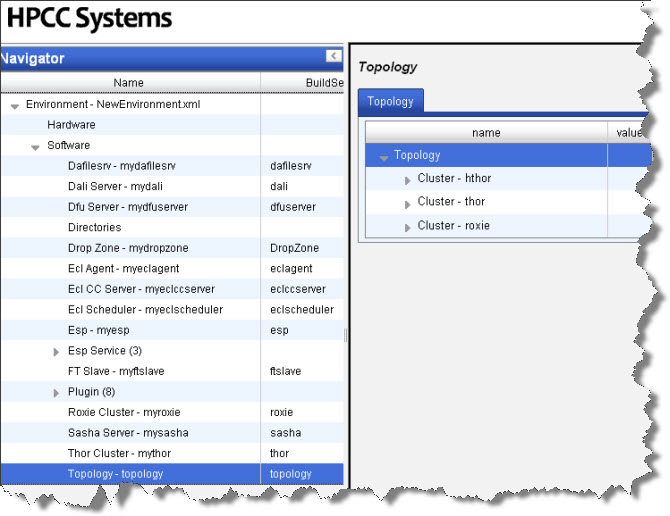 HPCC Systems
Navigator
Name BuildSe
Environment - NewEnvironment.xml
Hardware
Software
Dafilesrv - mydafilesrv dafilesrv
Dali Server - mydali dali
Dfu Server - mydfuserver dfuserver
Directories
Drop Zone - mydropzone DropZone
Ecl Agent - myeclagent eclagent
Ecl CC Server - myeclccserver eclccserver
Ecl Scheduler - myeclscheduler eclscheduler
Esp - myesp esp
Esp Service (3)
FT Slave - myftslave ftslave
Plugin (8)
Roxie Cluster - myroxie roxie
Sasha Server - mysasha sasha
Thor Cluster - mythor thor
Topology - topology topology
Topology
Topology
name value
Topology
Cluster - hthor
Cluster - thor
Cluster - roxie